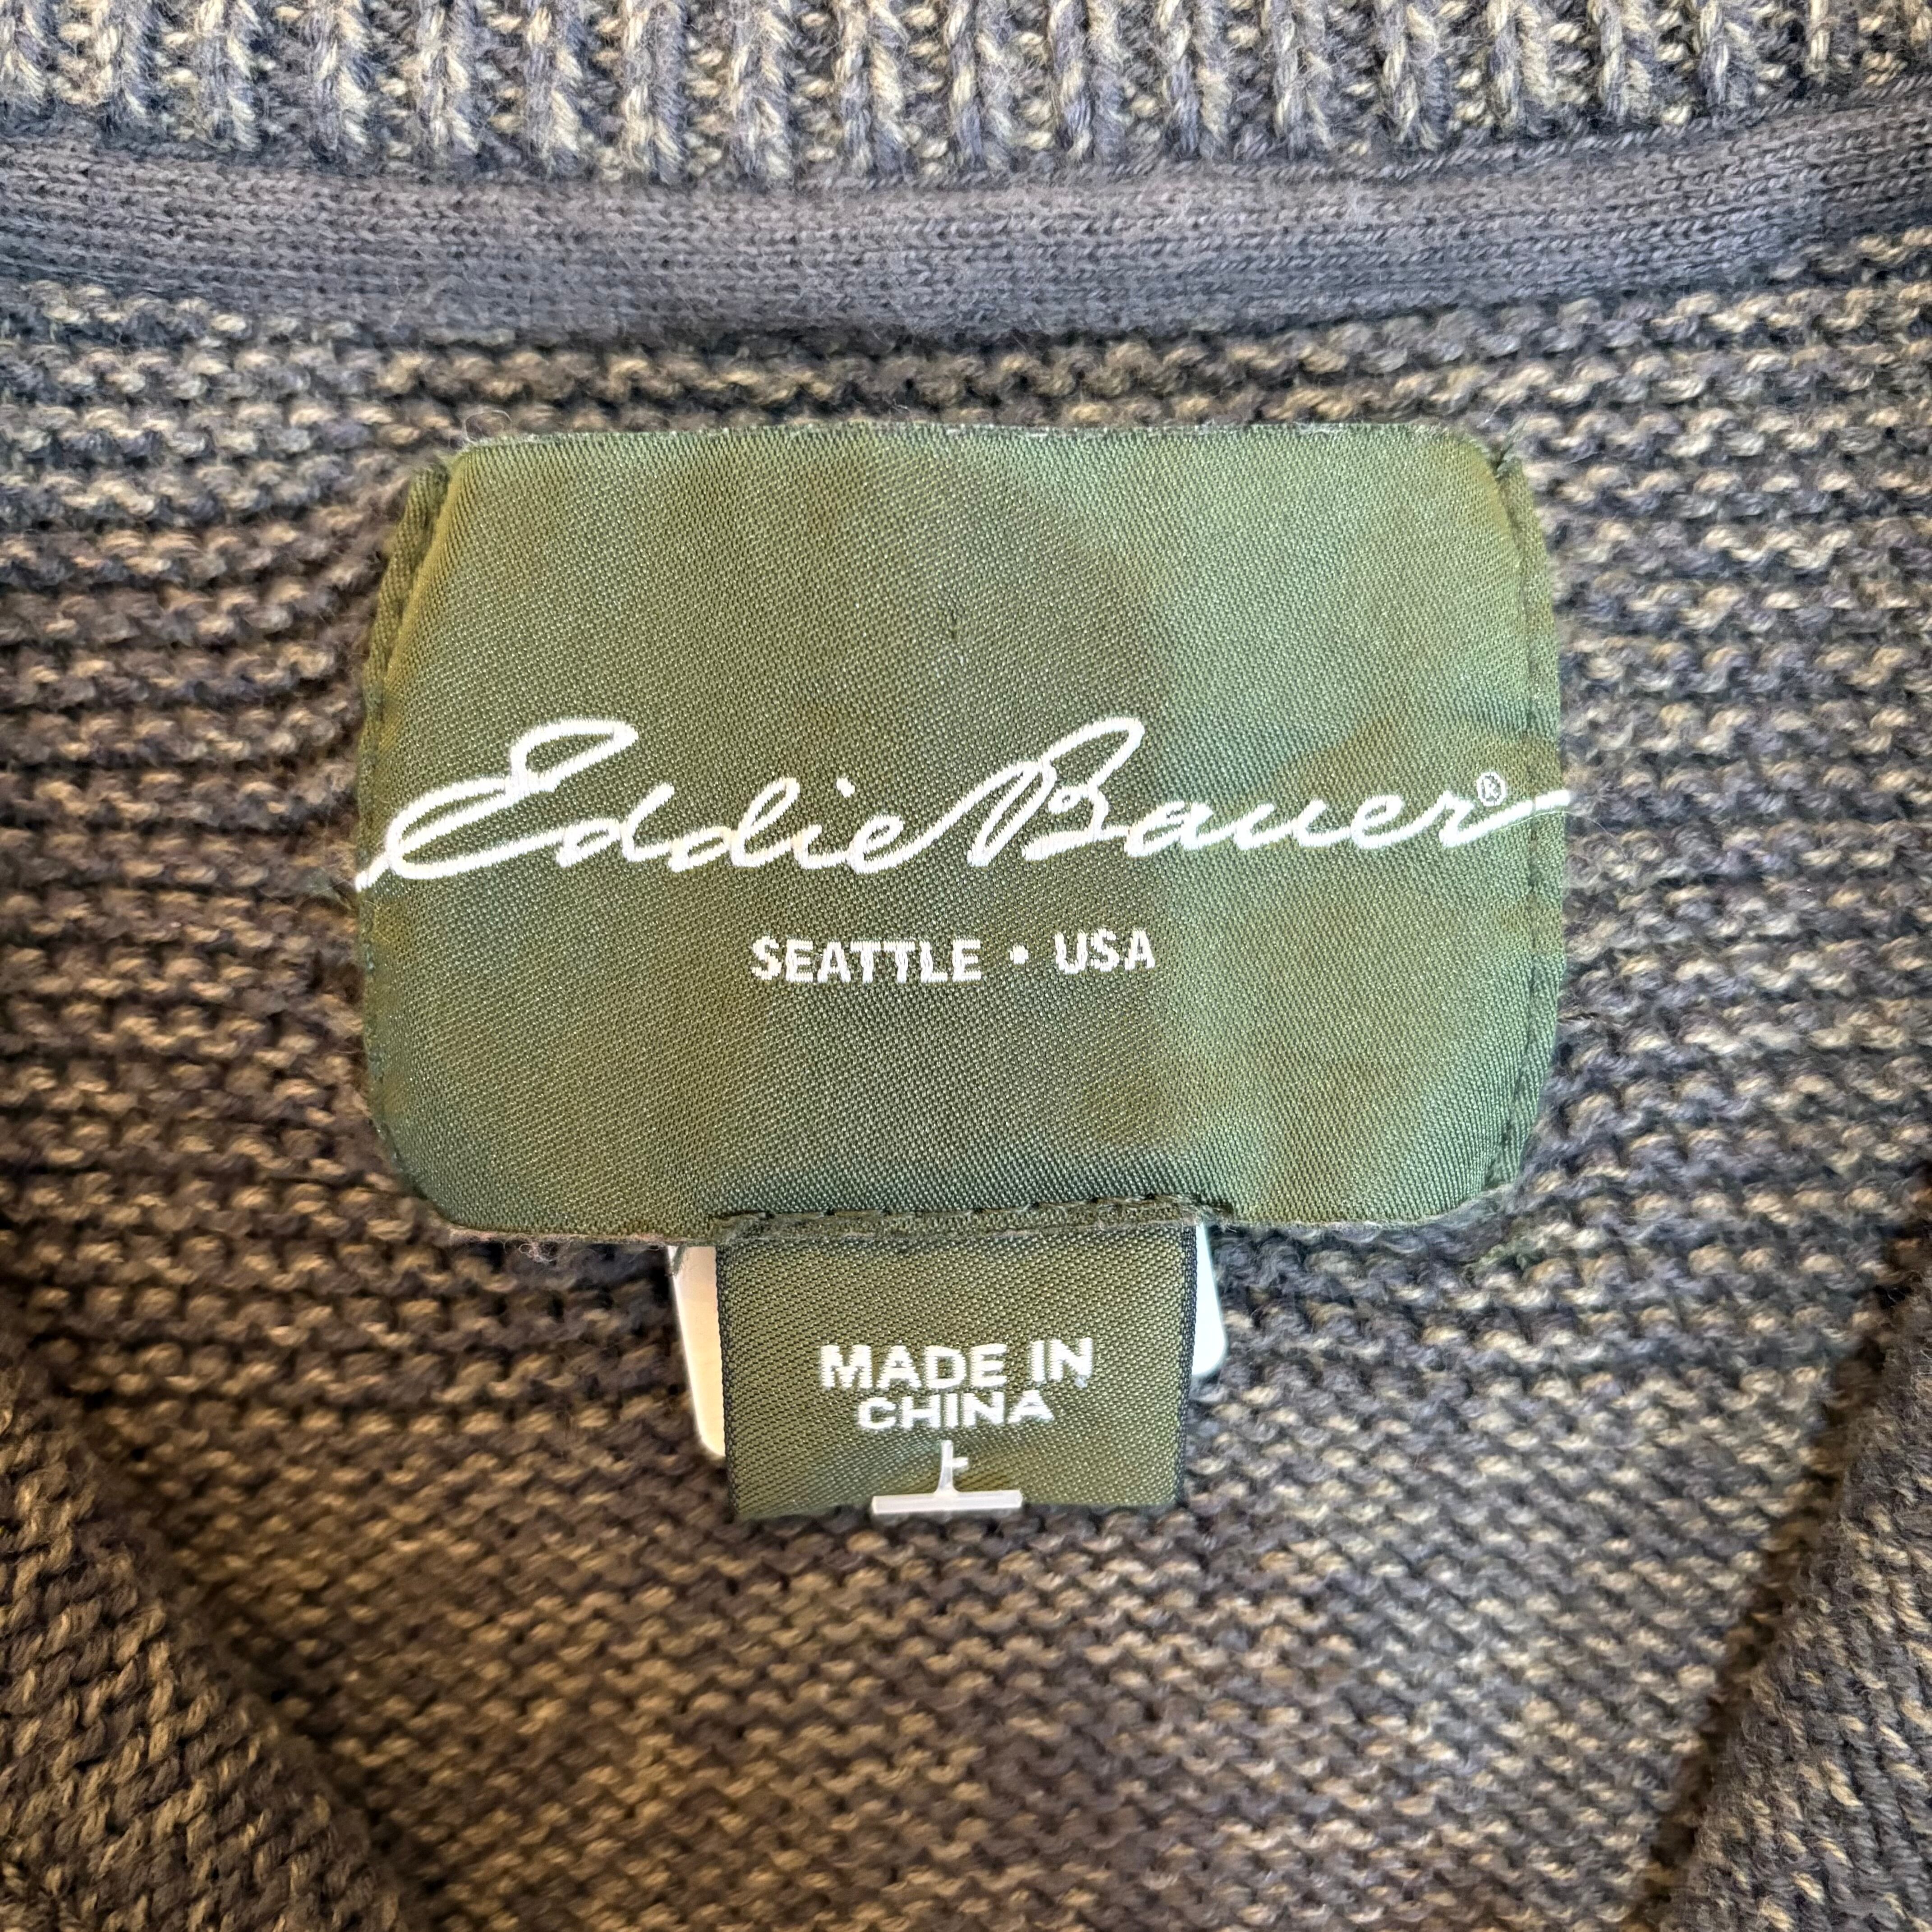 Eddie Bauer®
SEATTLE • USA
MADE IN
CHINA